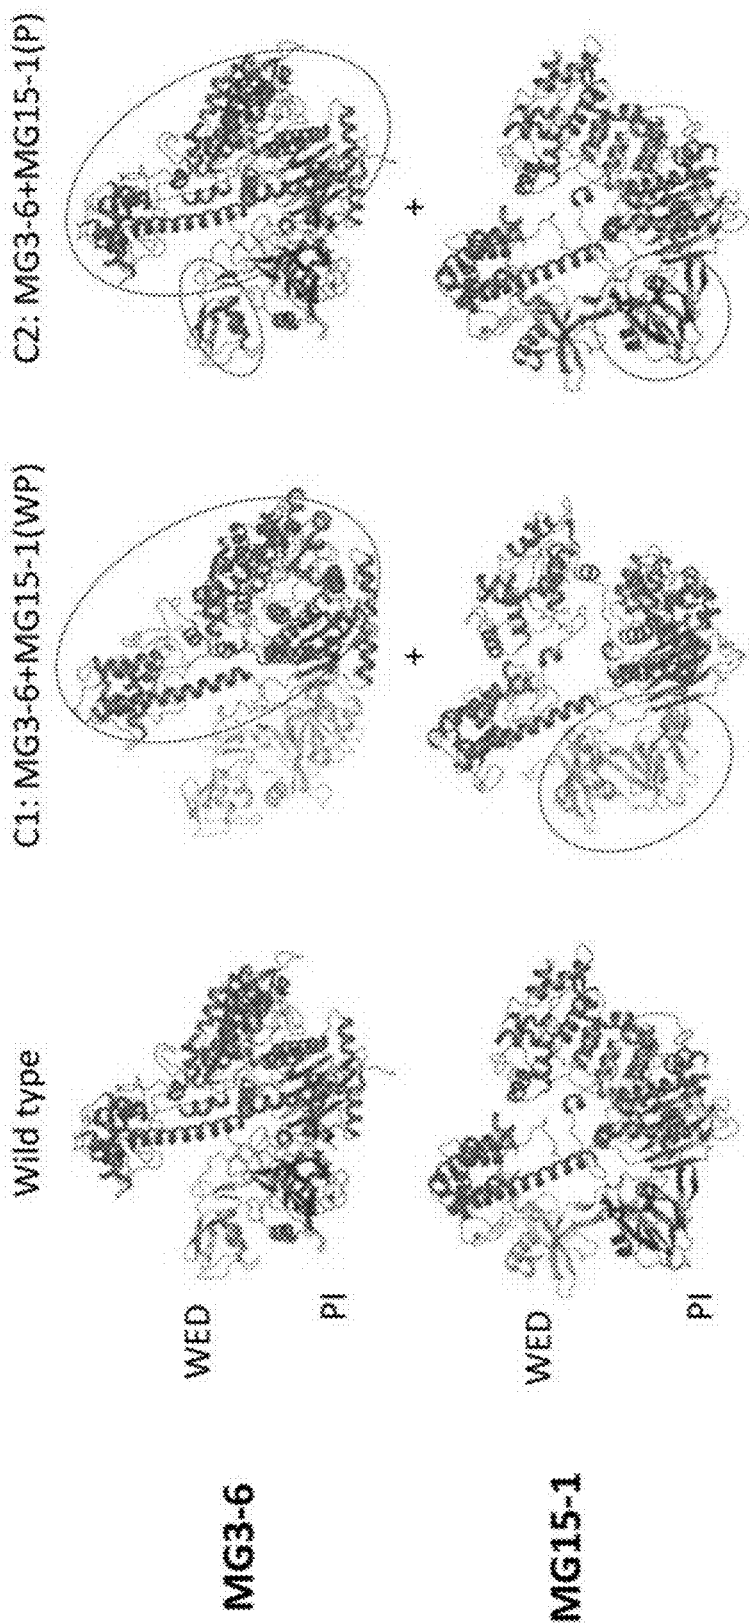 Wild type
C1: MG3-6+MG15-1(WP)
C2: MG3-6+MG15-1(P)
MG3-6
WED
PI
+
+
MG15-1
WED
PI